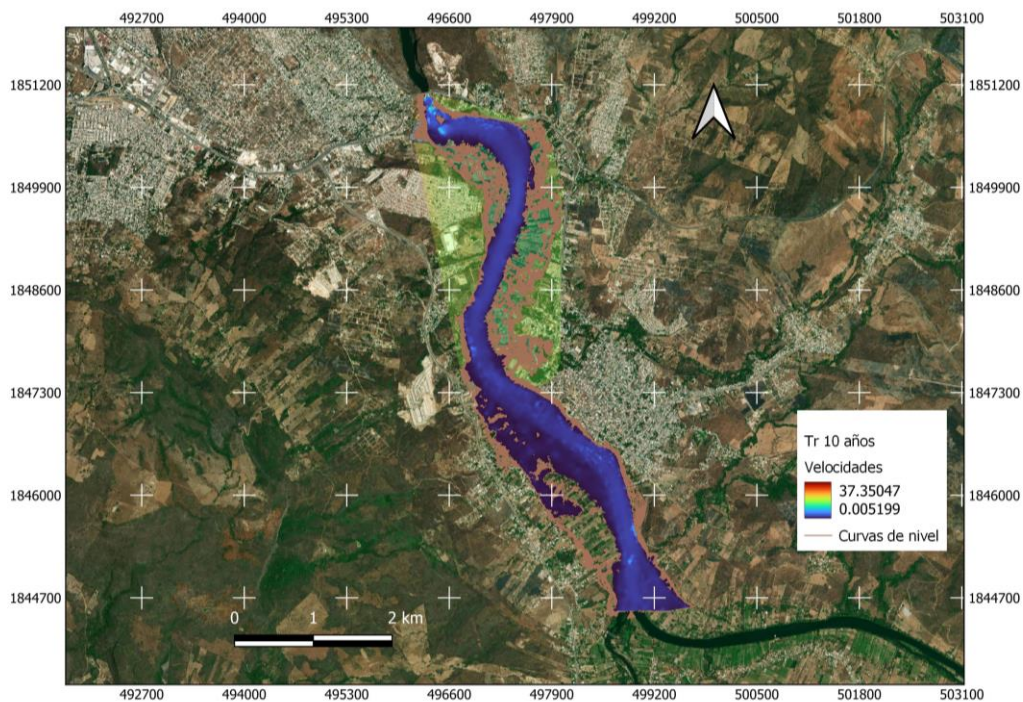 492700 494000 495300 496600 497900 499200 500500 501800 503100
1851200 1851200
1849900 1849900
1848600 1848600
1847300 1847300
Tr 10 años
Velocidades
37.35047
0.005199
Curvas de nivel
1846000 1846000
1844700 1844700
0 1 2 km
492700 494000 495300 496600 497900 499200 500500 501800 503100